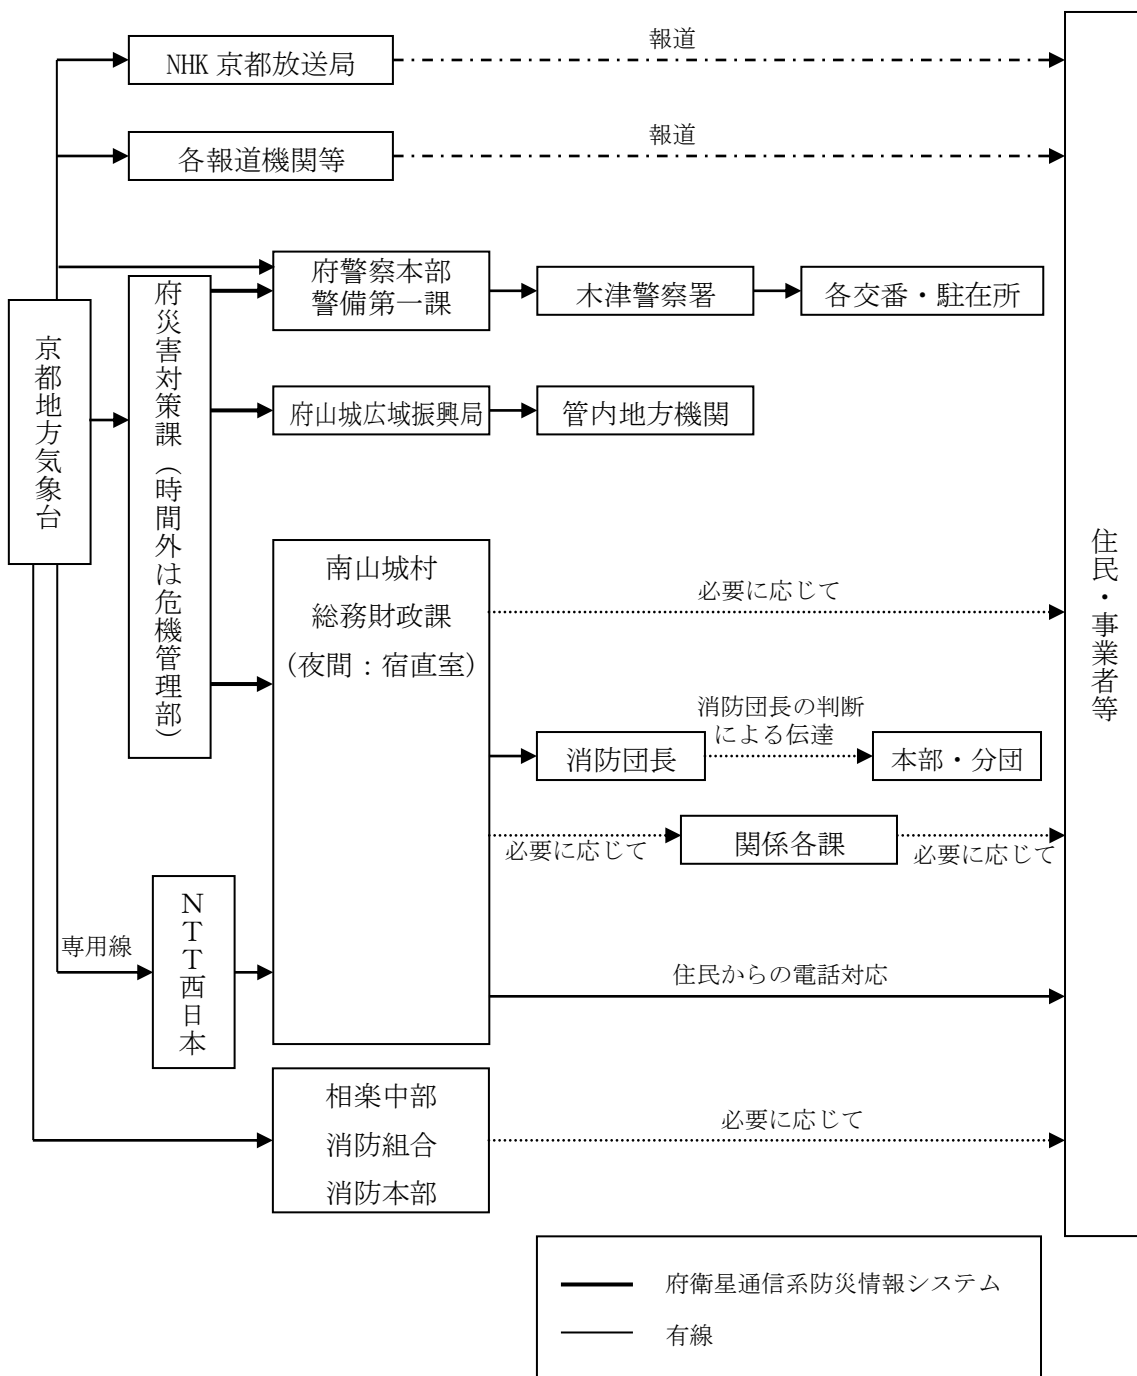 NHK 京都放送局
報道
各報道機関等
報道
京都地方気象台
府災害対策課（時間外は危機管理部）
府警察本部
警備第一課
木津警察署
各交番・駐在所
府山城広域振興局
管内地方機関
南山城村
総務財政課
(夜間：宿直室)
必要に応じて
消防団長
消防団長の判断
による伝達
本部・分団
必要に応じて
関係各課
必要に応じて
専用線
ＮＴＴ西日本
住民からの電話対応
相楽中部
消防組合
消防本部
必要に応じて
住民・事業者等
府衛星通信系防災情報システム
有線